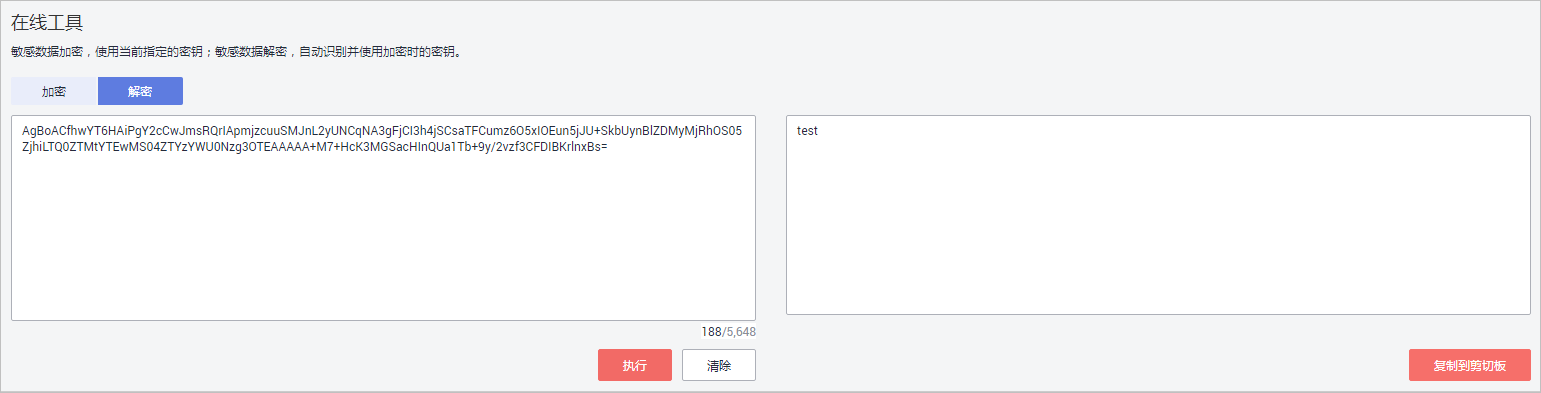 在线工具
敏感数据加密，使用当前指定的密钥；敏感数据解密，自动识别并使用加密时的密钥。
加密 解密
AgBoACfhwYT6HAiPgY2cCwJmsRQrIApmjzcuuSMJnL2yUNCqNA3gFjCI3h4jSCsaTFCumz6O5xIOEun5jJU+SkbUynBlZDMyMjRhOS05
ZjhiLTQ0ZTMtYTEwMS04ZTYzYWU0Nzg3OTEAAAAA+M7+HcK3MGSacHInQUa1Tb+9y/2vzf3CFDIBKrlnxBs=
test
188/5,648
执行 清除
复制到剪切板